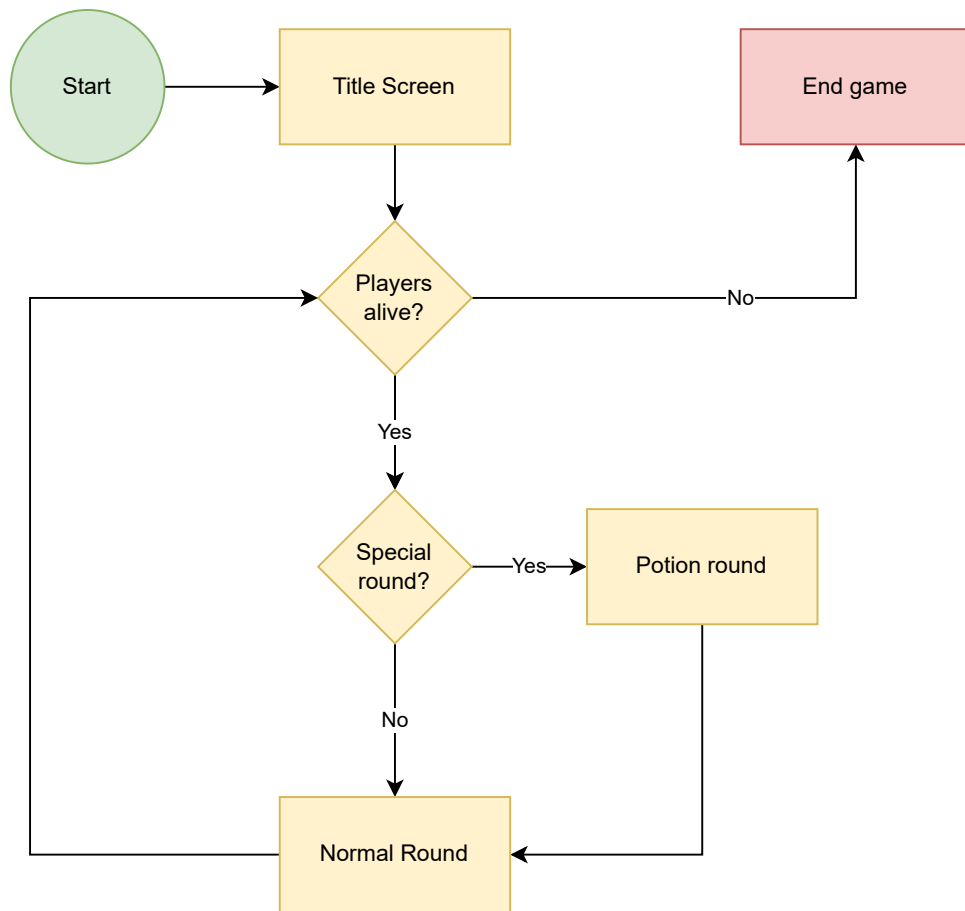 Start
Title Screen
End game
Players
alive?
No
Yes
Special
round?
Yes
Potion round
No
Normal Round